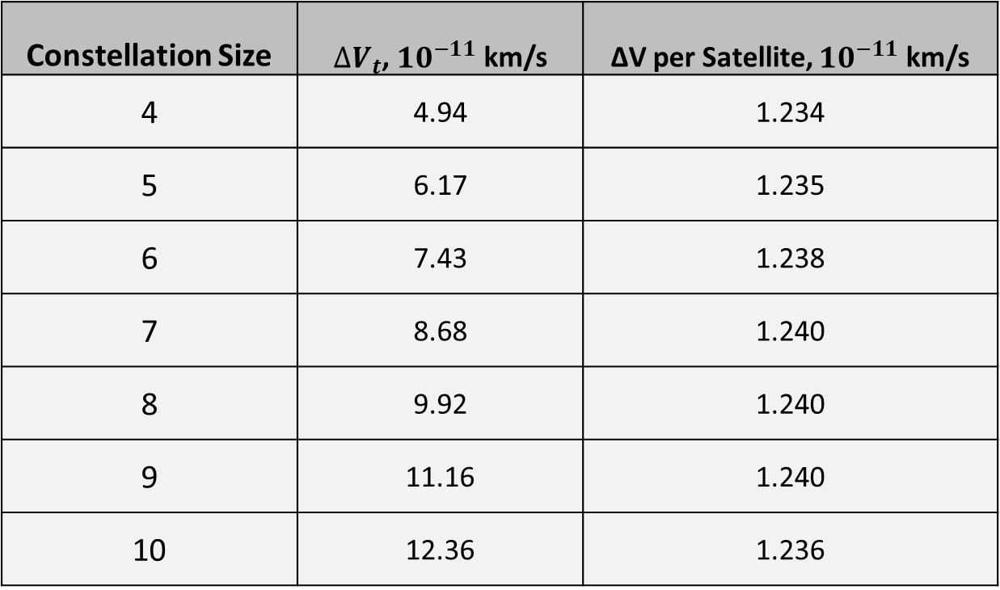 Constellation Size ΔVₜ, 10⁻¹¹ km/s ΔV per Satellite, 10⁻¹¹ km/s
4 4.94 1.234
5 6.17 1.235
6 7.43 1.238
7 8.68 1.240
8 9.92 1.240
9 11.16 1.240
10 12.36 1.236